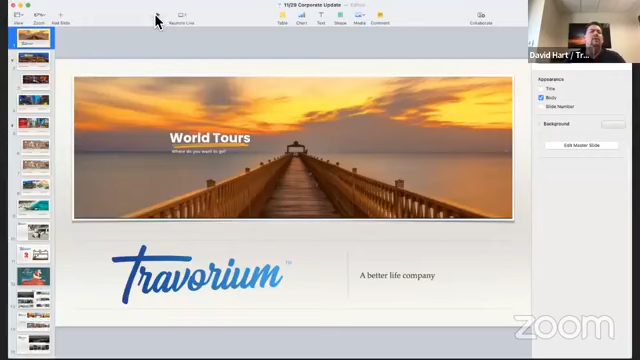 11/29 Corporate Update
View
Zoom
Add Slide
Keynote Live
Table
Chart
Text
Shape
Media
Comment
Collaborate
David Hart / Tr...
Appearance
Title
Body
Slide Number
Background
Edit Master Slide
World Tours
Where do you want to go?
Travorium
A better life company
zoom